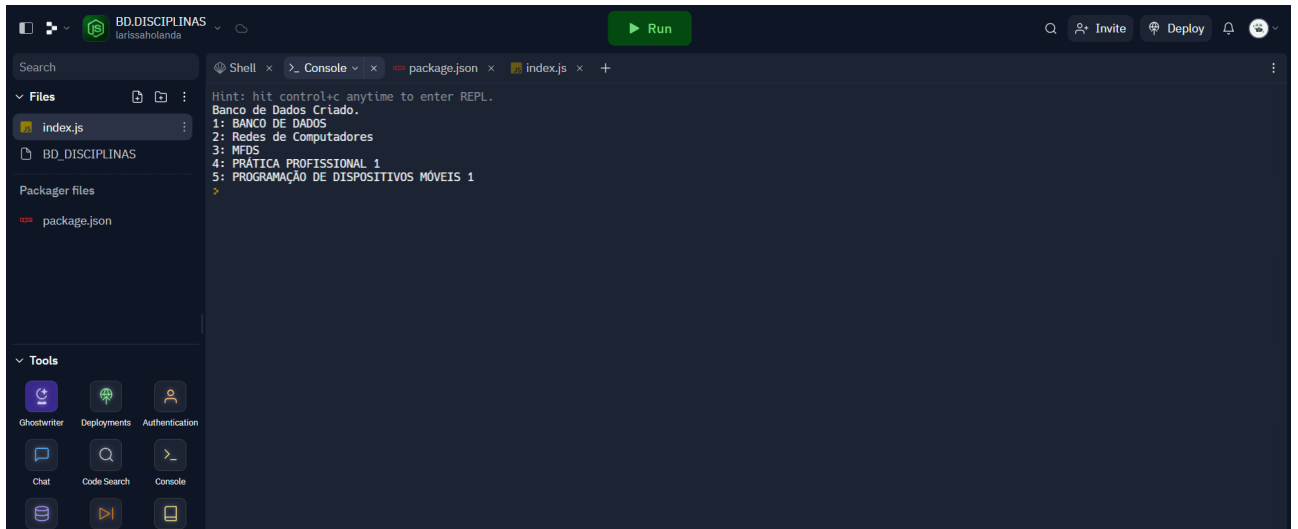 BD.DISCIPLINAS
larissaholanda
Run
Invite
Deploy
Search
Shell
Console
package.json
index.js
Files
index.js
BD_DISCIPLINAS
Packager files
package.json
Hint: hit control+c anytime to enter REPL.
Banco de Dados Criado.
1: BANCO DE DADOS
2: Redes de Computadores
3: MFDS
4: PRÁTICA PROFISSIONAL 1
5: PROGRAMAÇÃO DE DISPOSITIVOS MÓVEIS 1
>
Tools
Ghostwriter
Deployments
Authentication
Chat
Code Search
Console